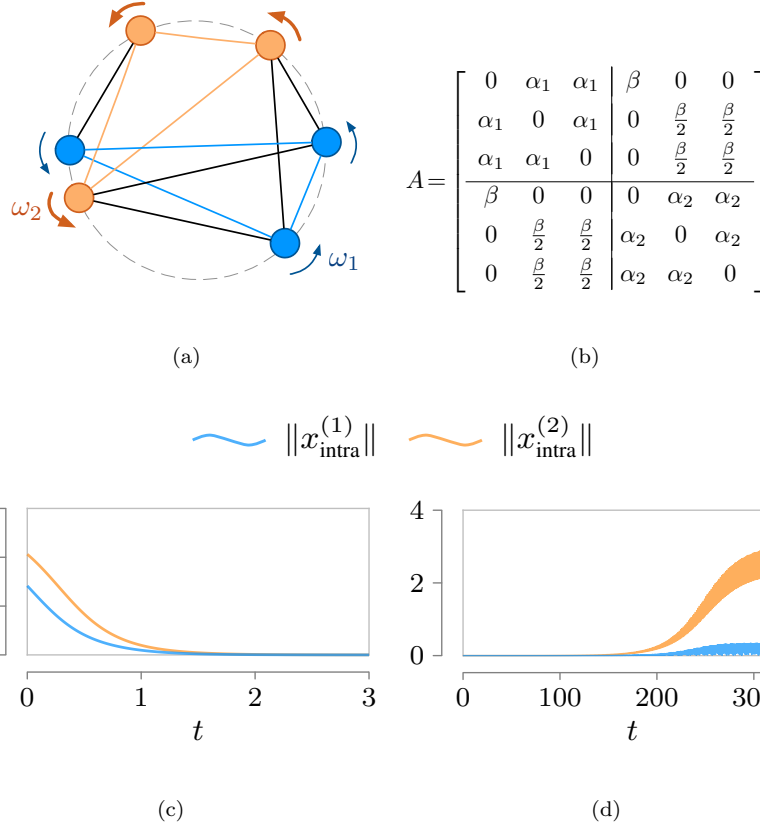 ω₂
ω₁
A = [ 0 α₁ α₁ | β 0 0
α₁ 0 α₁ | 0 β/2 β/2
α₁ α₁ 0 | 0 β/2 β/2
β 0 0 | 0 α₂ α₂
0 β/2 β/2 | α₂ 0 α₂
0 β/2 β/2 | α₂ α₂ 0 ]
(a) (b)
‖x_intra^(1)‖ ‖x_intra^(2)‖
4
2
0
0 1 2 3
t
0 100 200 30
t
(c) (d)